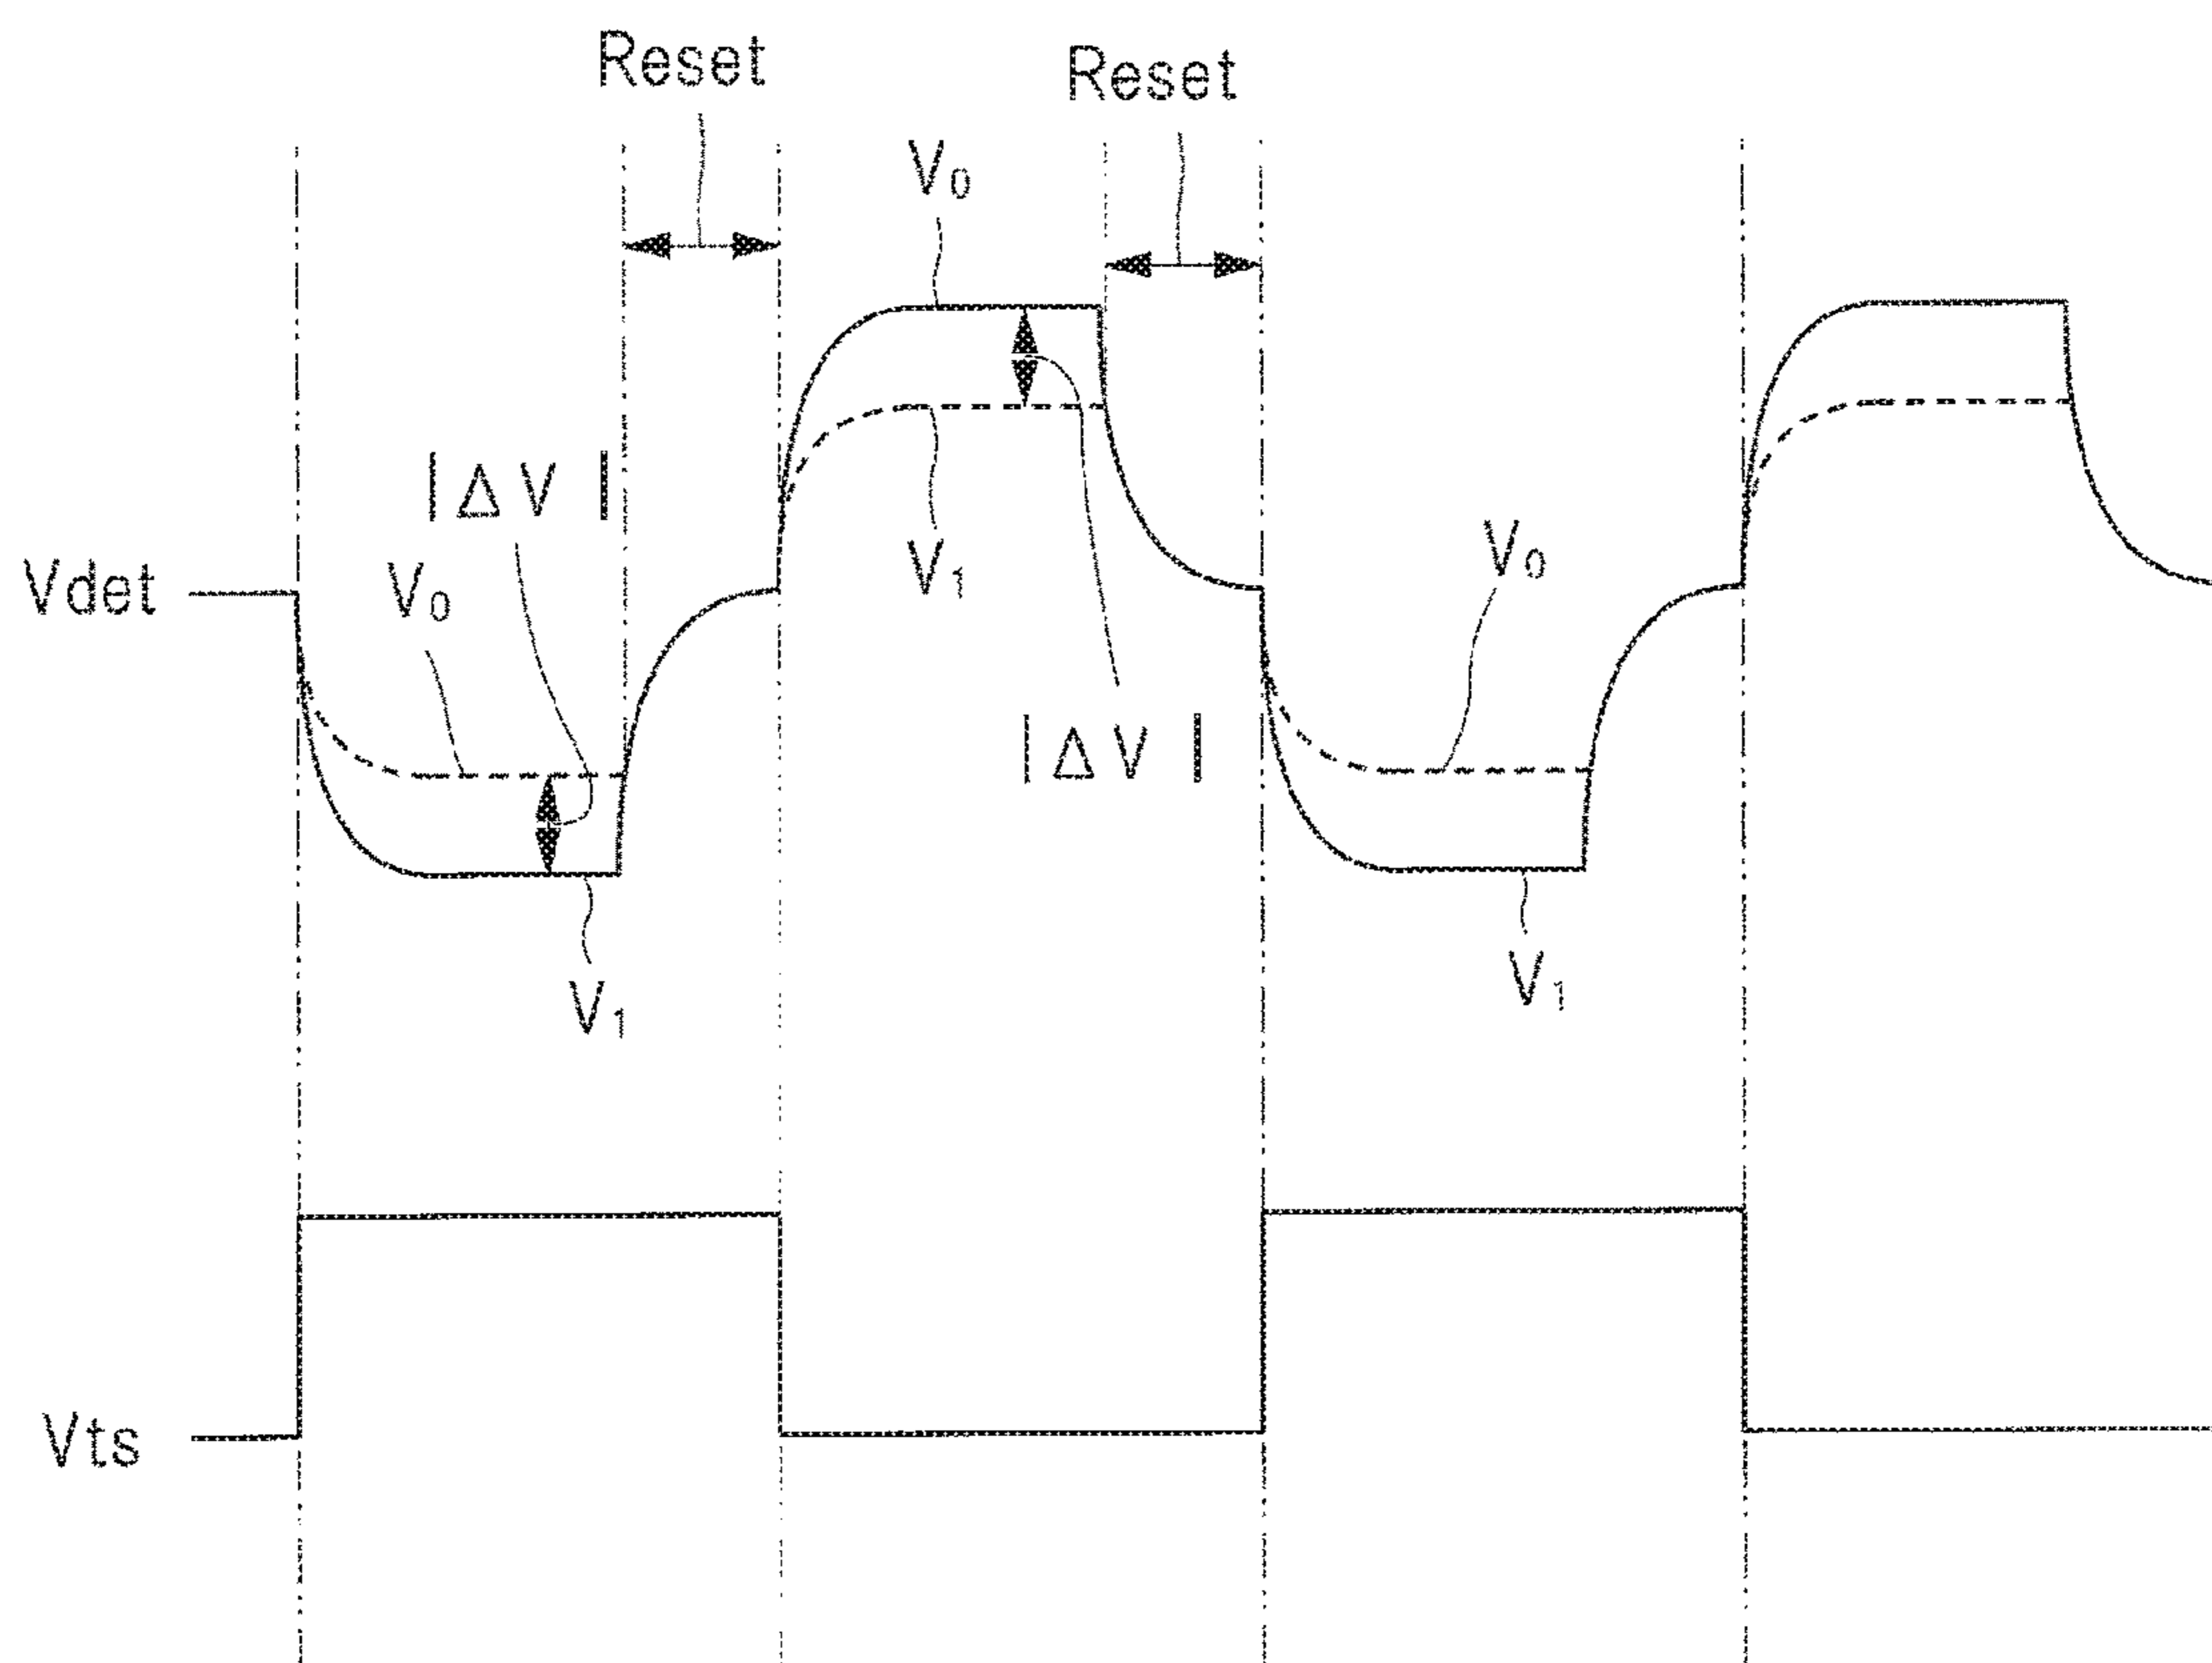 Reset
Reset
V₀
|ΔV|
V₀
Vdet
V₀
V₁
|ΔV|
V₁
V₁
Vts